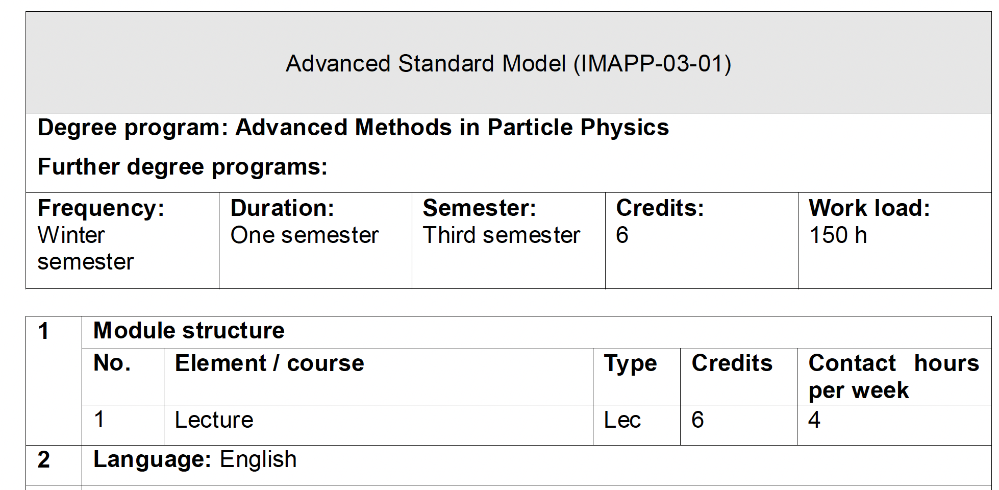 Advanced Standard Model (IMAPP-03-01)
Degree program: Advanced Methods in Particle Physics
Further degree programs:
Frequency:
Winter
semester
Duration:
One semester
Semester:
Third semester
Credits:
6
Work load:
150 h
1
Module structure
No.
Element / course
Type
Credits
Contact hours
per week
1
Lecture
Lec
6
4
2
Language: English